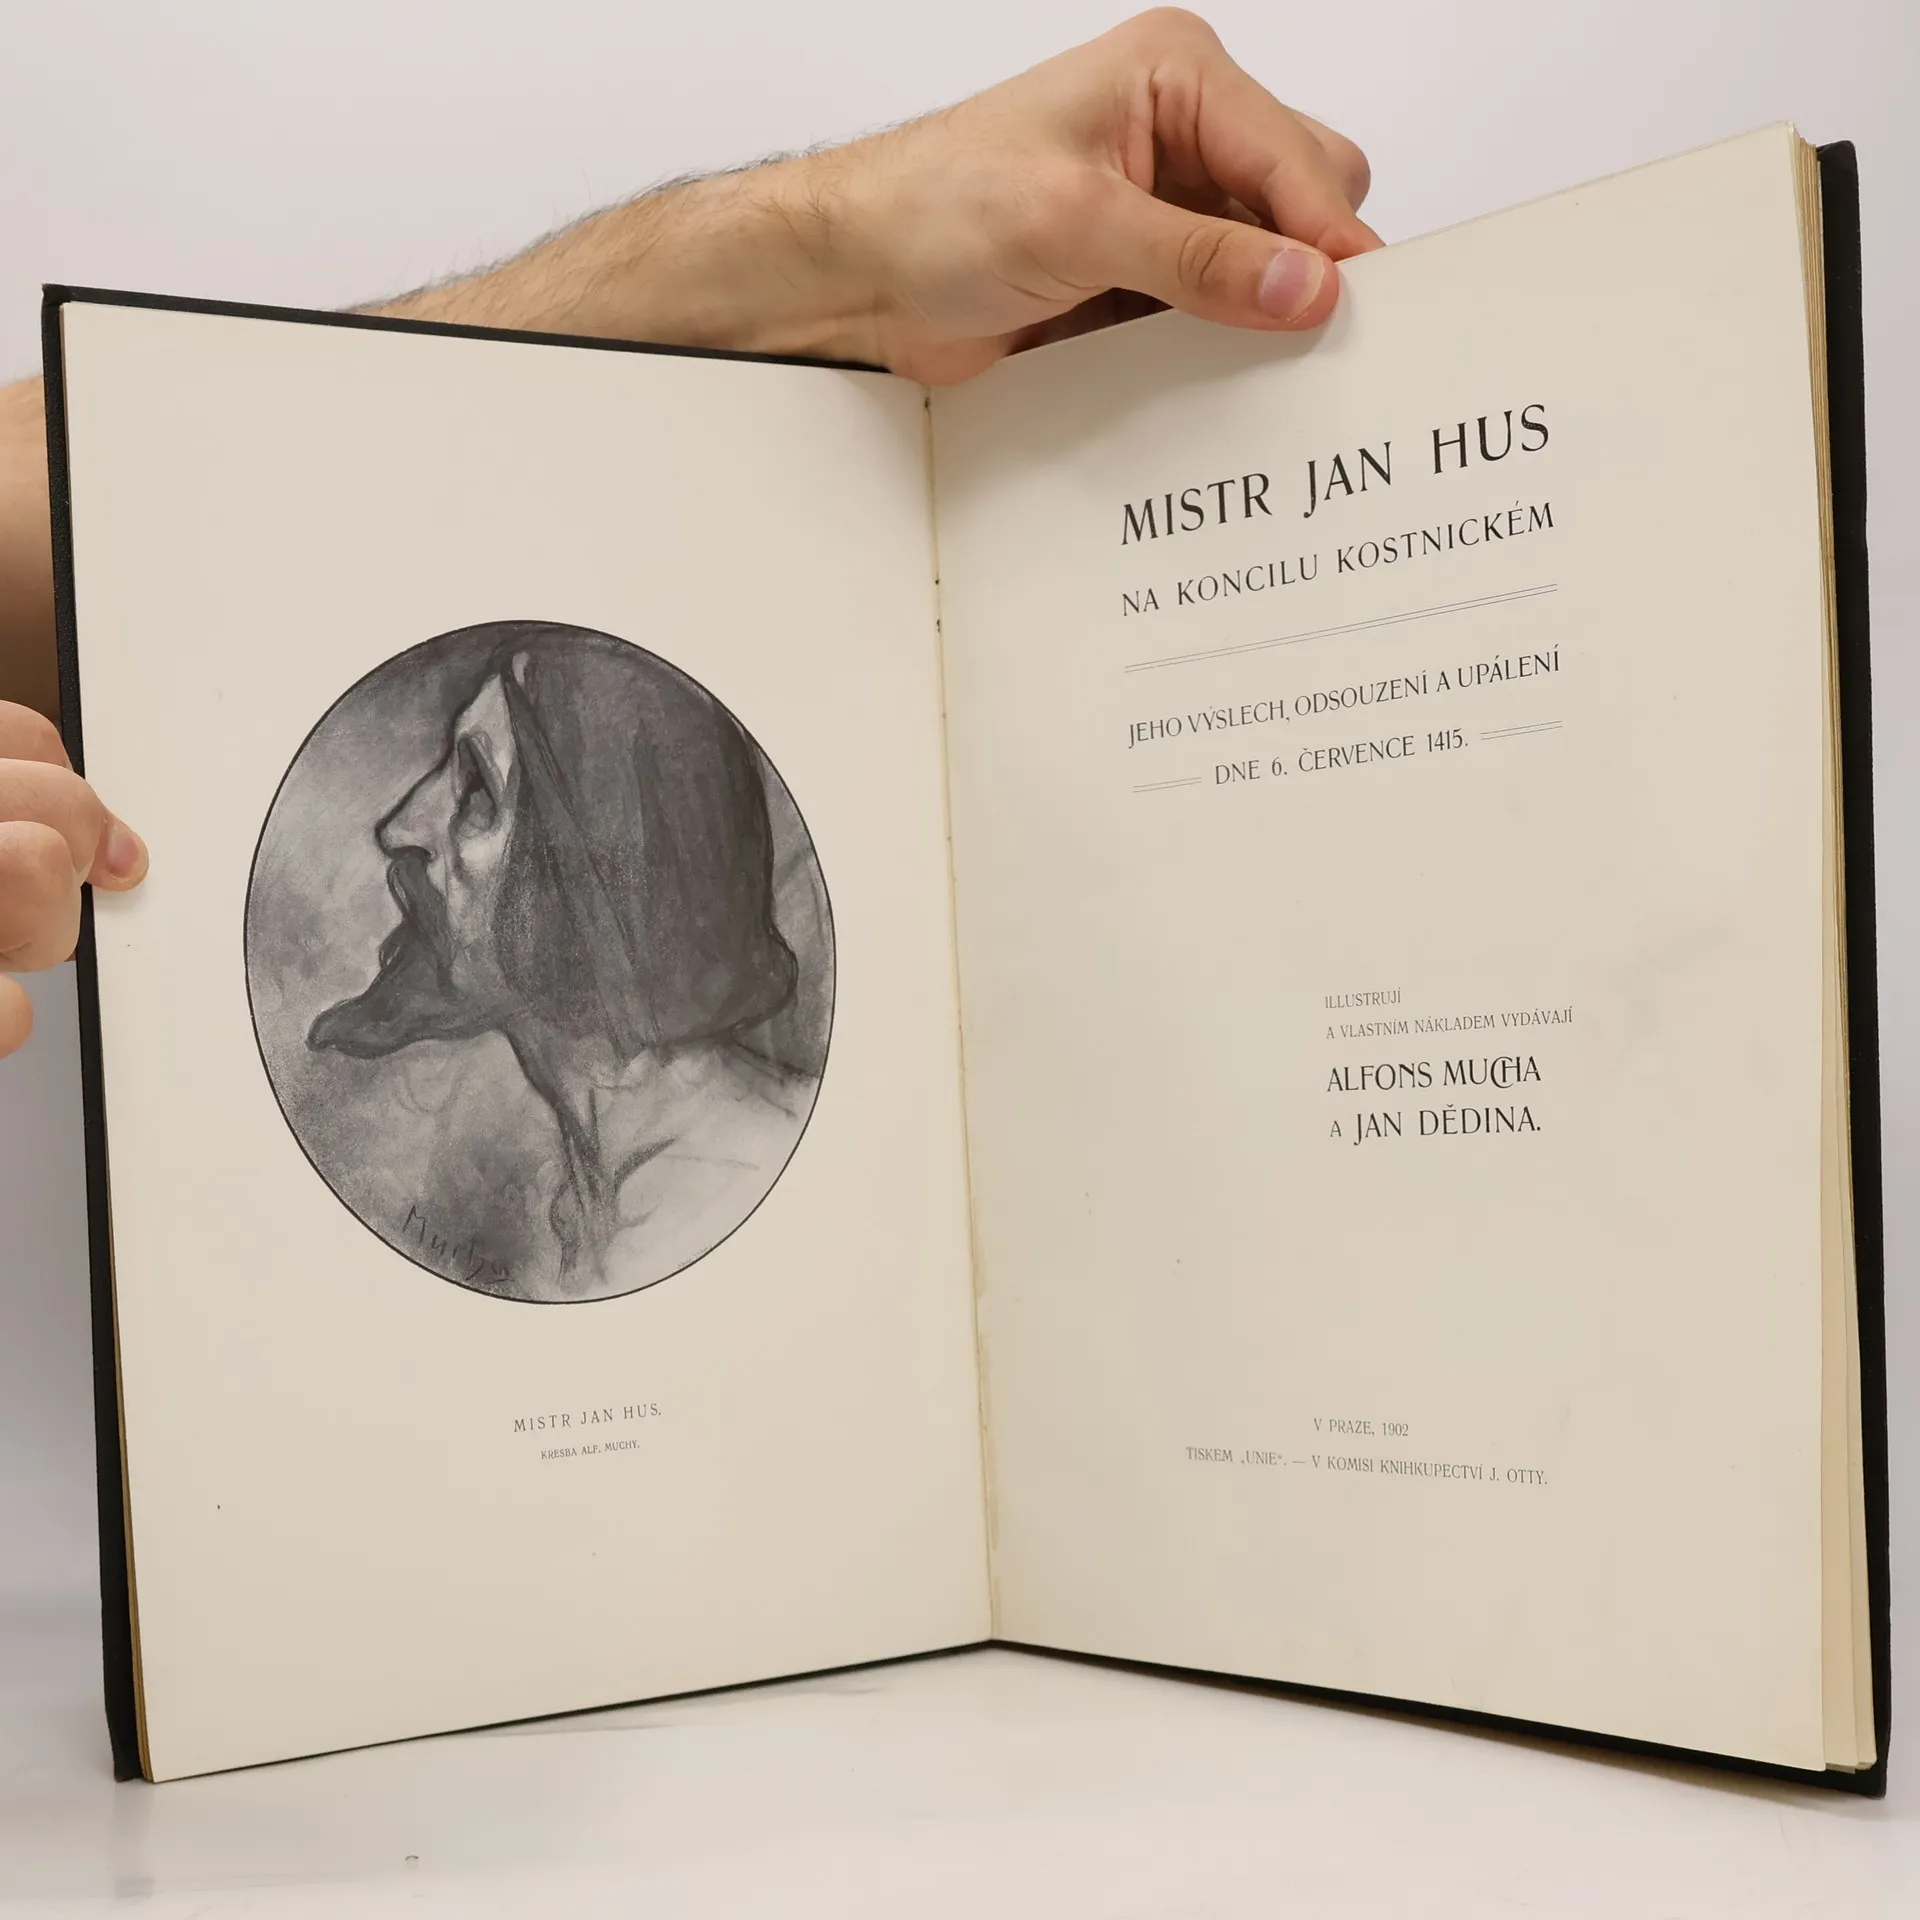 Mucha
MISTR JAN HUS.
KRESBA ALF. MUCHY.
MISTR JAN HUS
NA KONCILU KOSTNICKÉM
JEHO VÝSLECH, ODSOUZENÍ A UPÁLENÍ
DNE 6. ČERVENCE 1415.
ILLUSTRUJÍ
A VLASTNÍM NÁKLADEM VYDÁVAJÍ
ALFONS MUCHA
A JAN DĚDINA.
V PRAZE, 1902
TISKEM „UNIE“. — V KOMISI KNIHKUPECTVÍ J. OTTY.